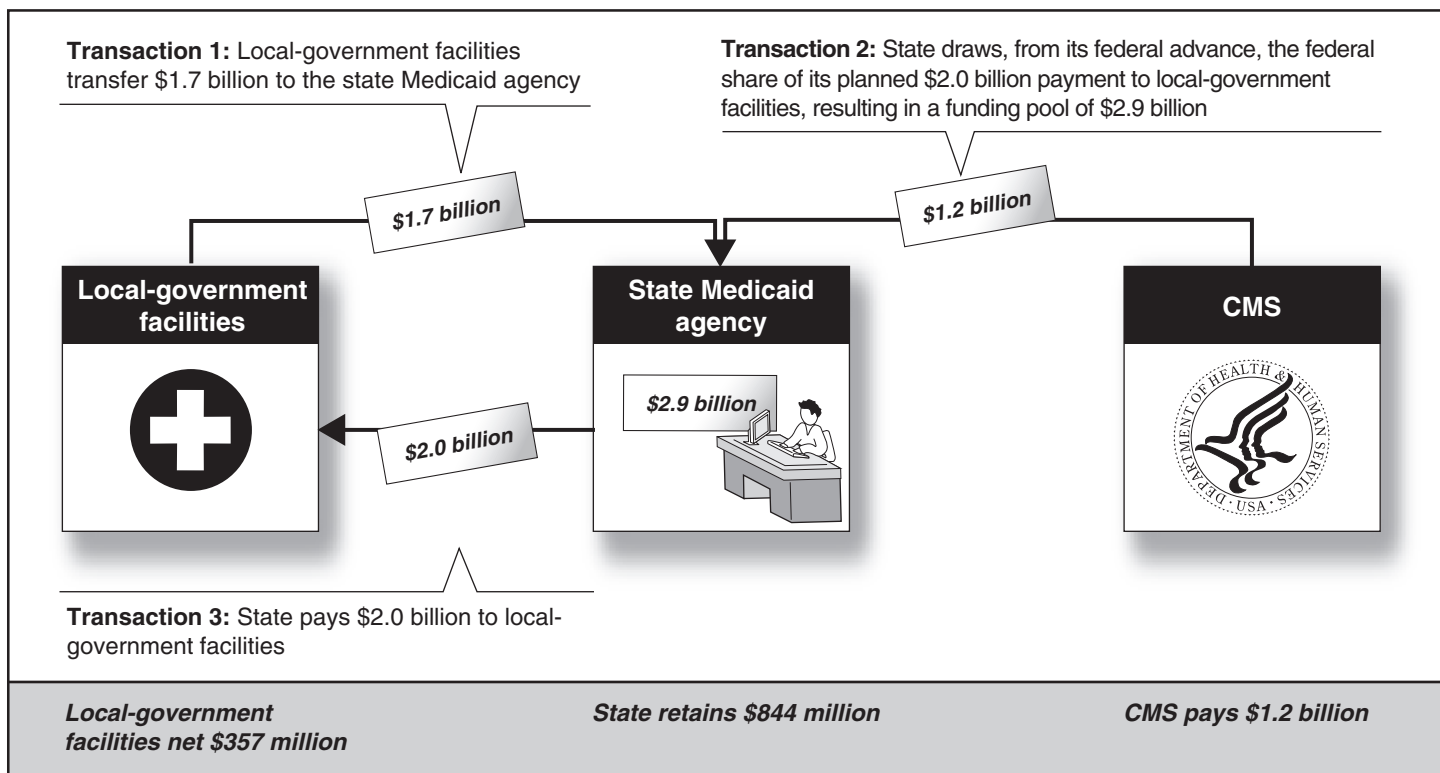 Transaction 1: Local-government facilities
transfer $1.7 billion to the state Medicaid agency
Transaction 2: State draws, from its federal advance, the federal
share of its planned $2.0 billion payment to local-government
facilities, resulting in a funding pool of $2.9 billion
$1.7 billion
$1.2 billion
Local-government
facilities
State Medicaid
agency
CMS
$2.9 billion
$2.0 billion
DEPARTMENT OF HEALTH & HUMAN SERVICES · USA ·
Transaction 3: State pays $2.0 billion to local-
government facilities
Local-government
facilities net $357 million
State retains $844 million
CMS pays $1.2 billion